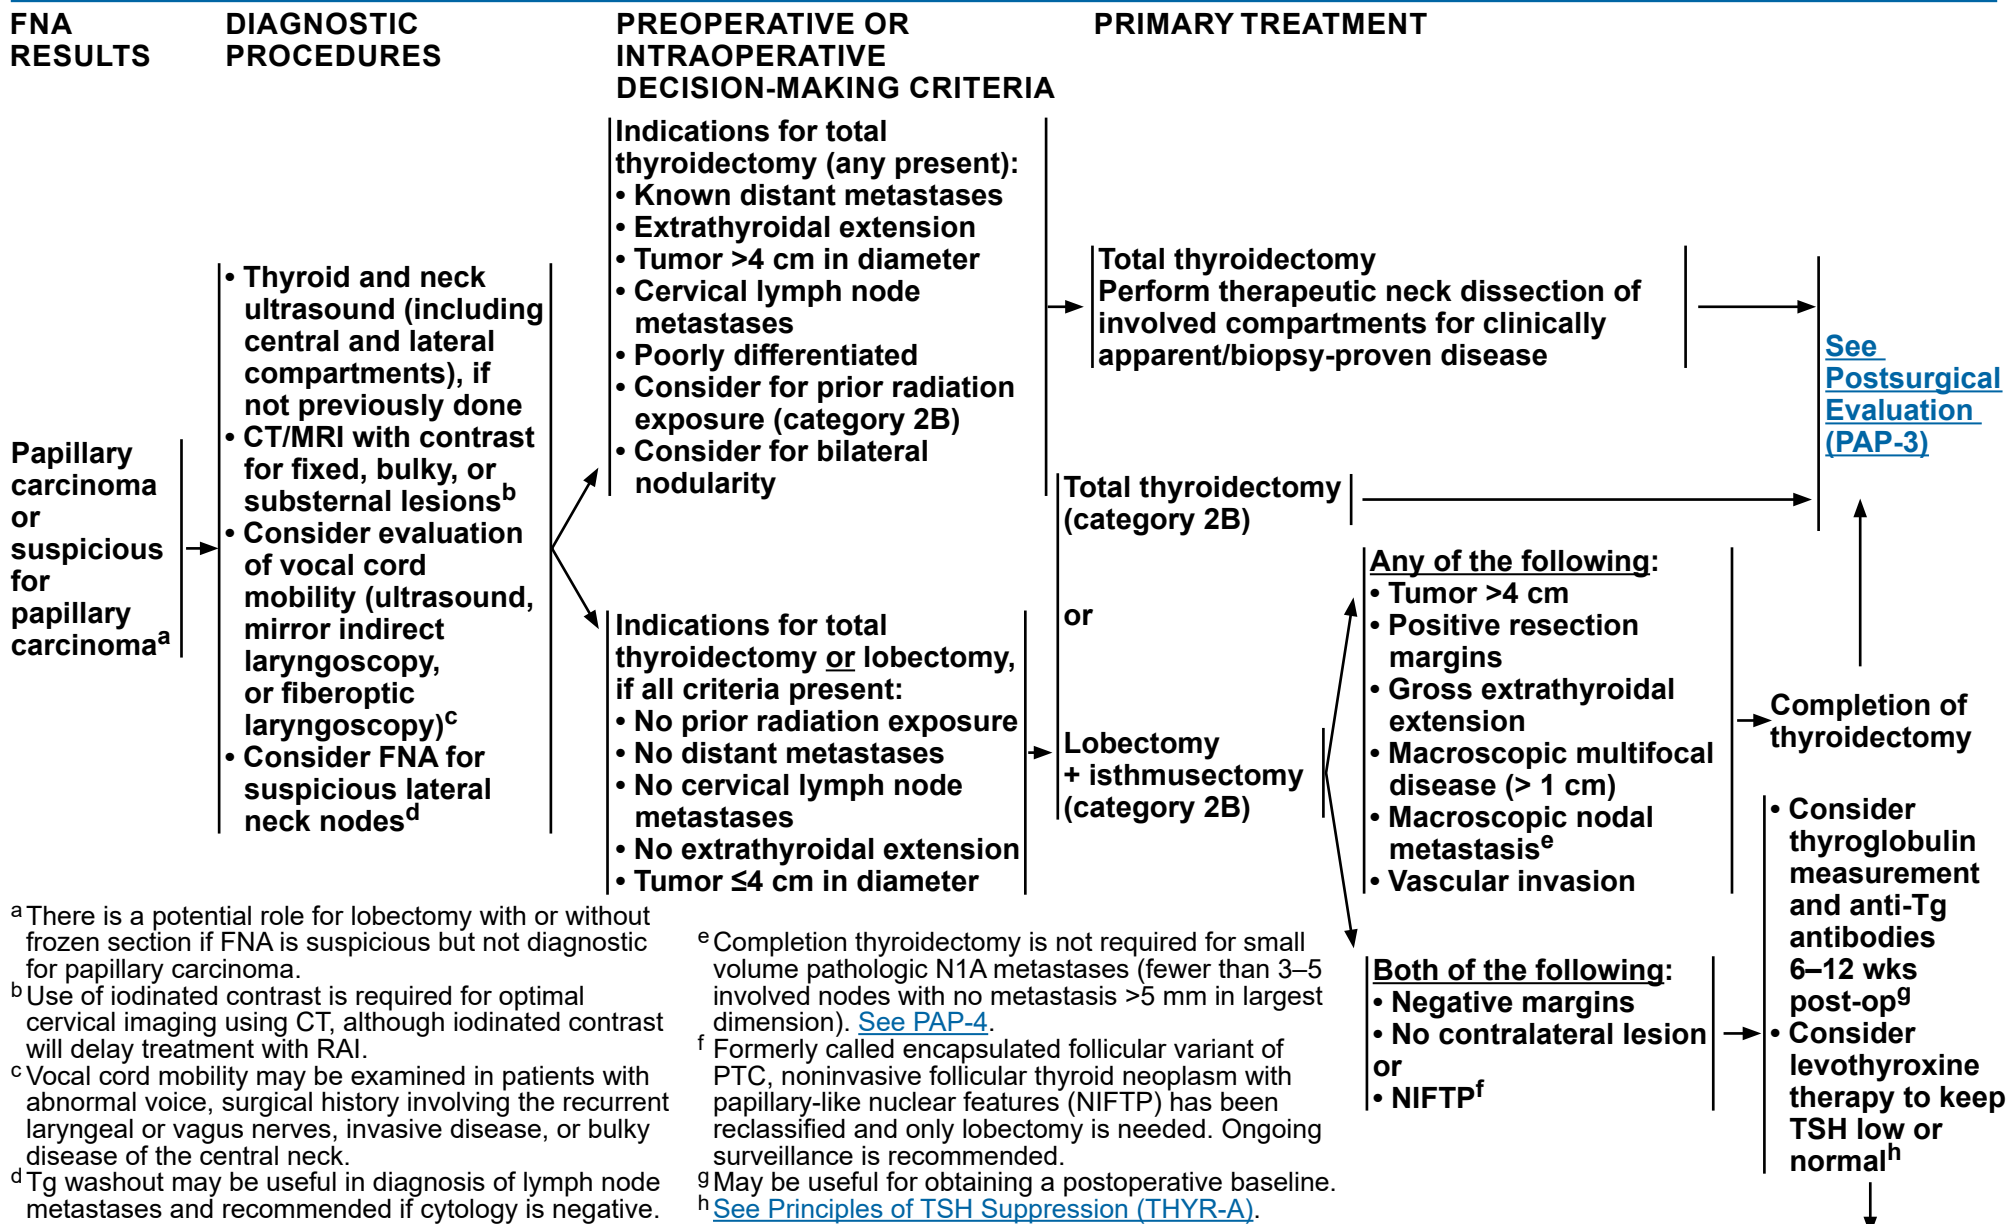 FNA
RESULTS
DIAGNOSTIC
PROCEDURES
PREOPERATIVE OR
INTRAOPERATIVE
DECISION-MAKING CRITERIA
PRIMARY TREATMENT
Papillary
carcinoma
or
suspicious
for
papillary
carcinomaa
• Thyroid and neck
ultrasound (including
central and lateral
compartments), if
not previously done
• CT/MRI with contrast
for fixed, bulky, or
substernal lesionsb
• Consider evaluation
of vocal cord
mobility (ultrasound,
mirror indirect
laryngoscopy,
or fiberoptic
laryngoscopy)c
• Consider FNA for
suspicious lateral
neck nodesd
Indications for total
thyroidectomy (any present):
• Known distant metastases
• Extrathyroidal extension
• Tumor >4 cm in diameter
• Cervical lymph node
metastases
• Poorly differentiated
• Consider for prior radiation
exposure (category 2B)
• Consider for bilateral
nodularity
Indications for total
thyroidectomy or lobectomy,
if all criteria present:
• No prior radiation exposure
• No distant metastases
• No cervical lymph node
metastases
• No extrathyroidal extension
• Tumor ≤4 cm in diameter
Total thyroidectomy
Perform therapeutic neck dissection of
involved compartments for clinically
apparent/biopsy-proven disease
Total thyroidectomy
(category 2B)
or
Lobectomy
+ isthmusectomy
(category 2B)
Any of the following:
• Tumor >4 cm
• Positive resection
margins
• Gross extrathyroidal
extension
• Macroscopic multifocal
disease (> 1 cm)
• Macroscopic nodal
metastasise
• Vascular invasion
Both of the following:
• Negative margins
• No contralateral lesion
or
• NIFTPf
See
Postsurgical
Evaluation
(PAP-3)
Completion of
thyroidectomy
• Consider
thyroglobulin
measurement
and anti-Tg
antibodies
6–12 wks
post-opg
• Consider
levothyroxine
therapy to keep
TSH low or
normalh
a There is a potential role for lobectomy with or without
frozen section if FNA is suspicious but not diagnostic
for papillary carcinoma.
b Use of iodinated contrast is required for optimal
cervical imaging using CT, although iodinated contrast
will delay treatment with RAI.
c Vocal cord mobility may be examined in patients with
abnormal voice, surgical history involving the recurrent
laryngeal or vagus nerves, invasive disease, or bulky
disease of the central neck.
d Tg washout may be useful in diagnosis of lymph node
metastases and recommended if cytology is negative.
e Completion thyroidectomy is not required for small
volume pathologic N1A metastases (fewer than 3–5
involved nodes with no metastasis >5 mm in largest
dimension). See PAP-4.
f Formerly called encapsulated follicular variant of
PTC, noninvasive follicular thyroid neoplasm with
papillary-like nuclear features (NIFTP) has been
reclassified and only lobectomy is needed. Ongoing
surveillance is recommended.
g May be useful for obtaining a postoperative baseline.
h See Principles of TSH Suppression (THYR-A).